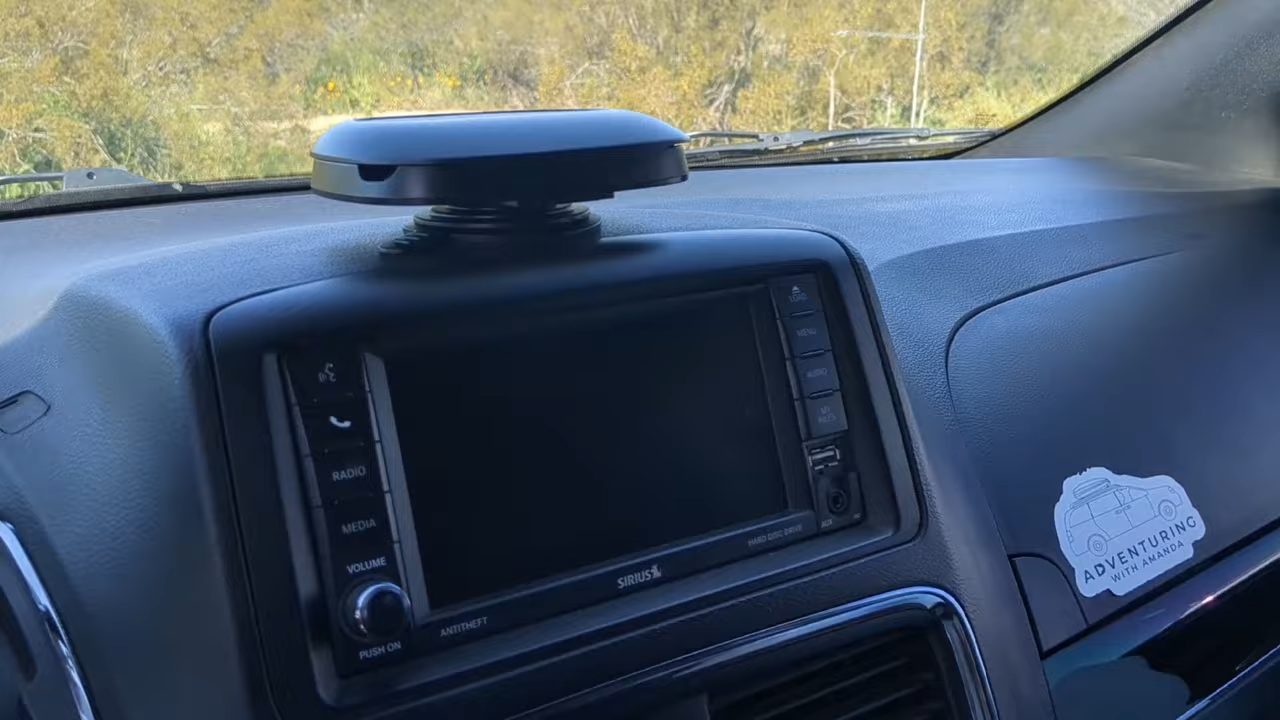 LOAD
MENU
AUDIO
MY
FILES
RADIO
MEDIA
VOLUME
PUSH ON
ANTITHEFT
SIRIUS
HARD DISC DRIVE
AUX
ADVENTURING
WITH AMANDA